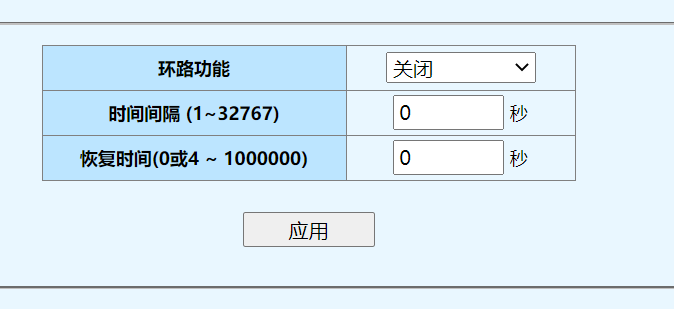 环路功能 关闭
时间间隔 (1~32767) 0 秒
恢复时间(0或4 ~ 1000000) 0 秒
应用